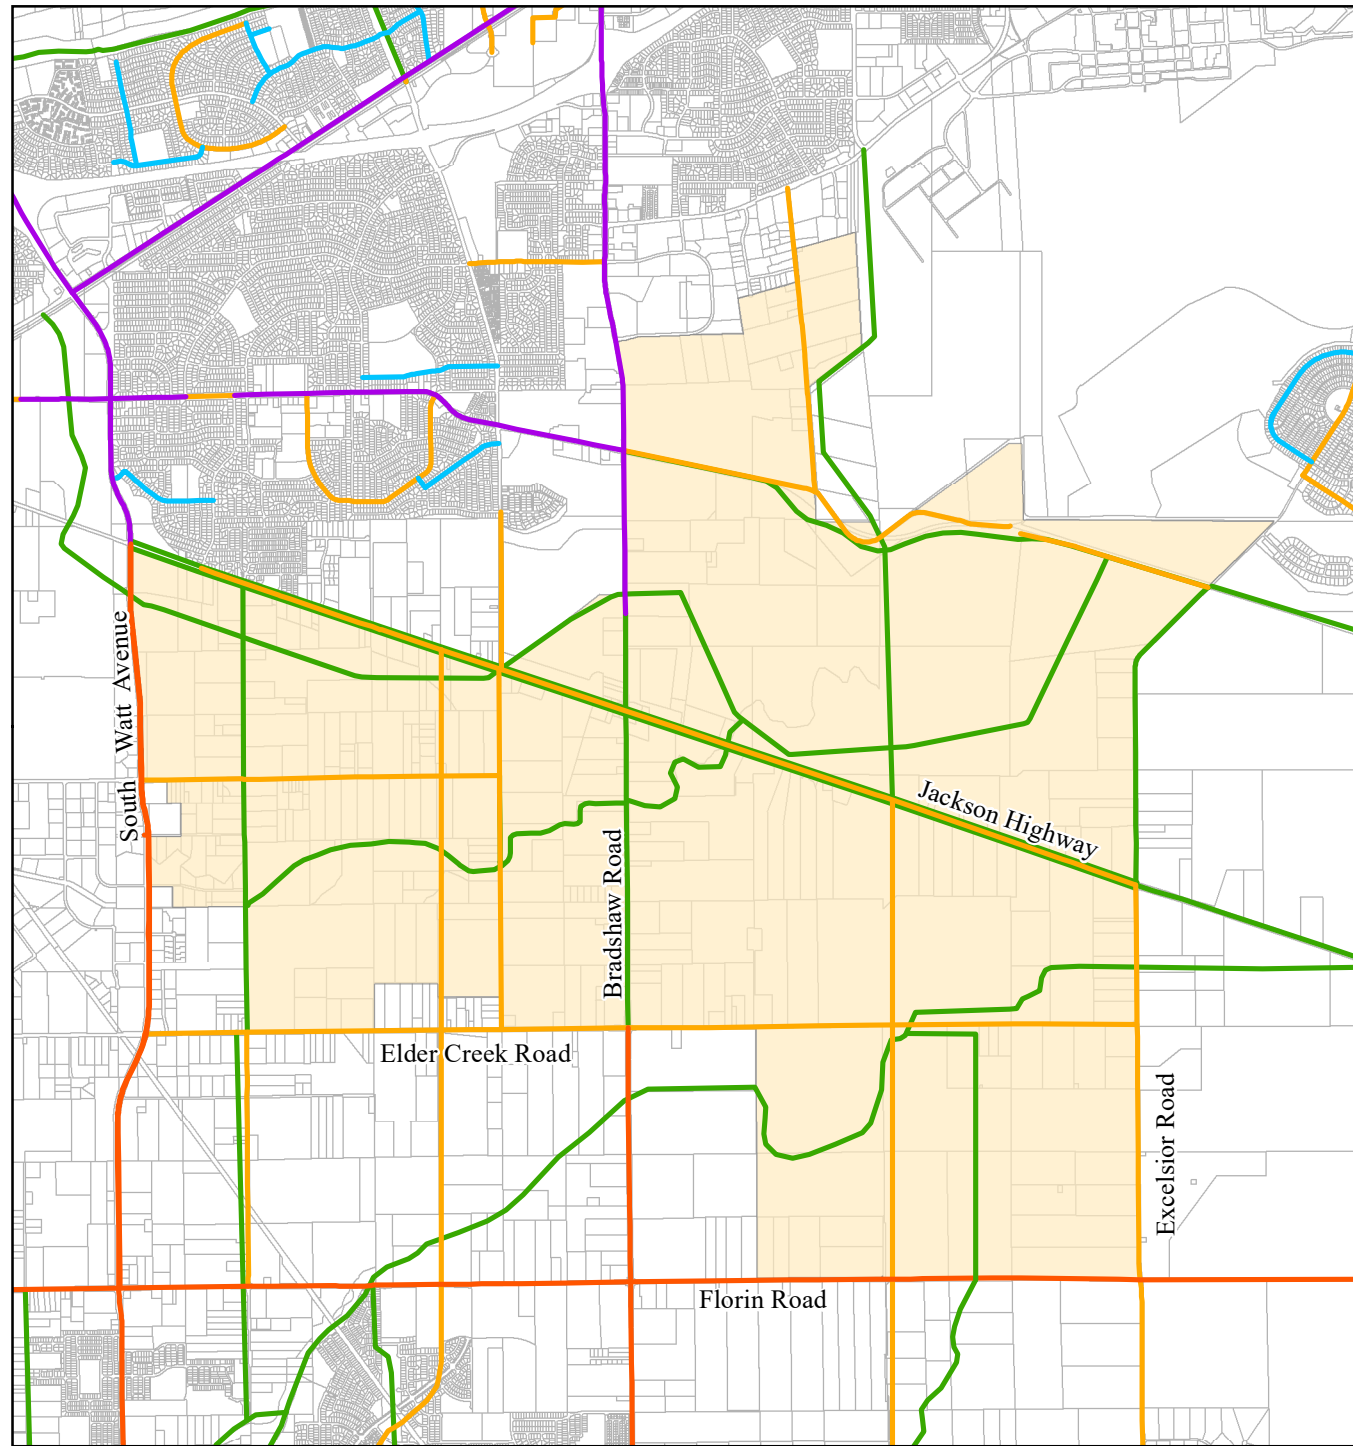 South Watt Avenue
Jackson Highway
Bradshaw Road
Elder Creek Road
Excelsior Road
Florin Road